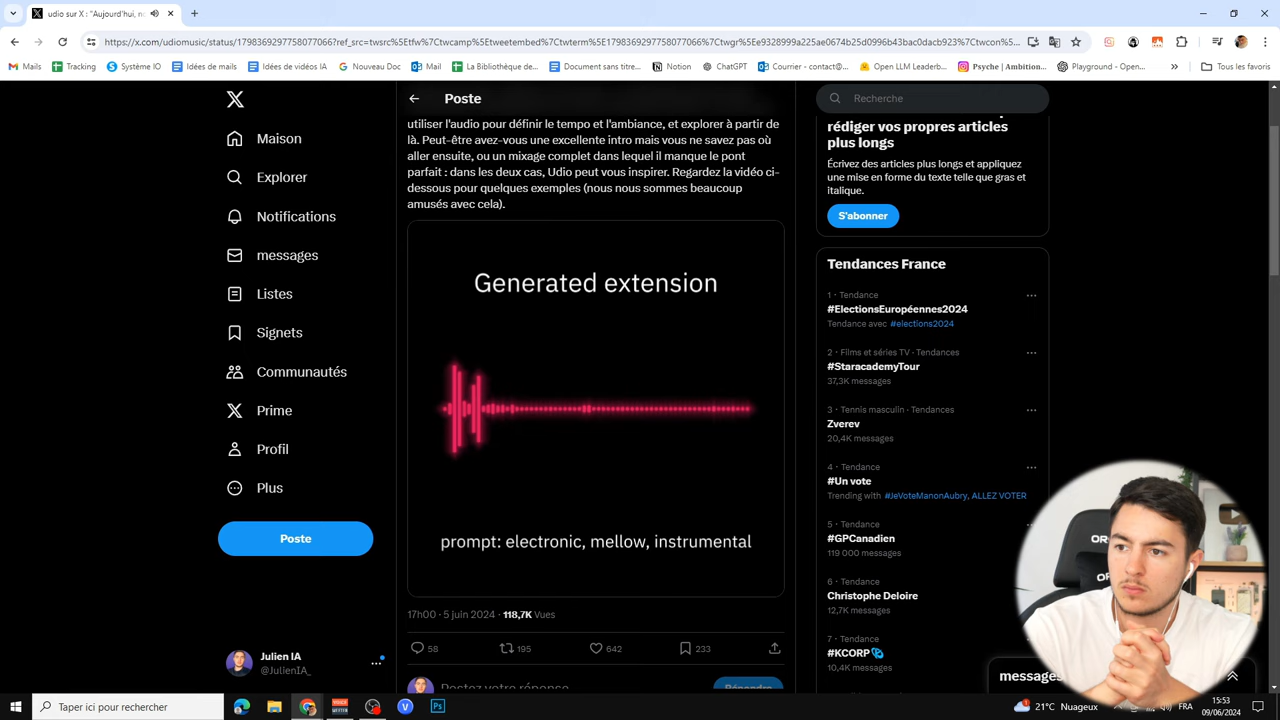 udio sur X : "Aujourd'hui, no
https://x.com/udiomusic/status/1798369297758077066?ref_src=twsrc%5Etfw%7Ctwcamp%5Etweetembed%7Ctwterm%5E1798369297758077066%7Ctwgr%5Ee9328999a225ae0674b25d0996b43bac0dacb923%7Ctwcon%5...
Mails
Tracking
Système IO
Idées de mails
Idées de vidéos IA
Nouveau Doc
Mail
La Bibliothèque de...
Document sans titre...
Notion
ChatGPT
Courrier - contact@...
Open LLM Leaderb...
Psyche | Ambition...
Playground - Open...
Tous les favoris
Maison
Explorer
Notifications
messages
Listes
Signets
Communautés
Prime
Profil
Plus
Poste
Julien IA
@JulienIA_
Poste
utiliser l'audio pour définir le tempo et l'ambiance, et explorer à partir de
là. Peut-être avez-vous une excellente intro mais vous ne savez pas où
aller ensuite, ou un mixage complet dans lequel il manque le pont
parfait : dans les deux cas, Udio peut vous inspirer. Regardez la vidéo ci-
dessous pour quelques exemples (nous nous sommes beaucoup
amusés avec cela).
Generated extension
prompt: electronic, mellow, instrumental
17h00 · 5 juin 2024 · 118,7K Vues
58
195
642
233
Postez votre réponse
Répondre
Recherche
rédiger vos propres articles
plus longs
Écrivez des articles plus longs et appliquez
une mise en forme du texte telle que gras et
italique.
S'abonner
Tendances France
1 · Tendance
#ElectionsEuropéennes2024
Tendance avec #elections2024
2 · Films et séries TV · Tendances
#StaracademyTour
37,3K messages
3 · Tennis masculin · Tendances
Zverev
20,4K messages
4 · Tendance
#Un vote
Trending with #JeVoteManonAubry, ALLEZ VOTER
5 · Tendance
#GPCanadien
119 000 messages
6 · Tendance
Christophe Deloire
12,7K messages
7 · Tendance
#KCORP
10,4K messages
messages
Taper ici pour rechercher
21°C Nuageux
FRA
15:53
09/06/2024